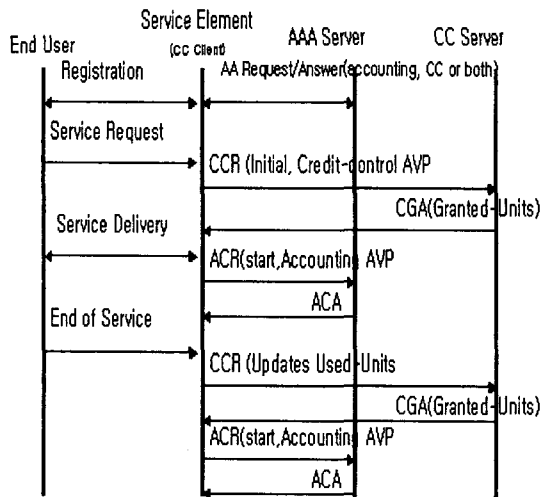 Service Element
End User
(CC Client)
AAA Server
CC Server
Registration
AA Request/Answer(accounting, CC or both)
Service Request
CCR (Initial, Credit-control AVP
CGA(Granted-Units)
Service Delivery
ACR(start,Accounting AVP
ACA
End of Service
CCR (Updates Used-Units
CGA(Granted-Units)
ACR(start,Accounting AVP
ACA